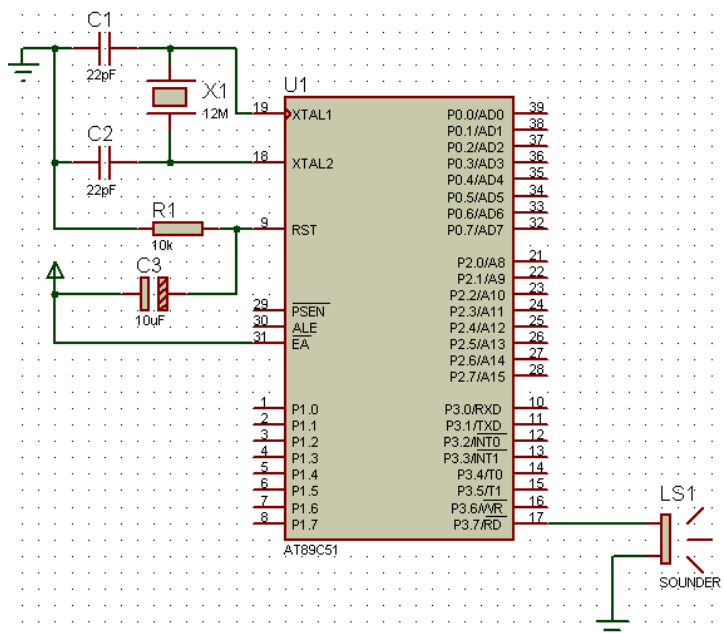 C1
22pF
X1
12M
C2
22pF
R1
10k
C3
10uF
U1
19 XTAL1
18 XTAL2
9 RST
29 PSEN
30 ALE
31 EA
1 P1.0
2 P1.1
3 P1.2
4 P1.3
5 P1.4
6 P1.5
7 P1.6
8 P1.7
P0.0/AD0 39
P0.1/AD1 38
P0.2/AD2 37
P0.3/AD3 36
P0.4/AD4 35
P0.5/AD5 34
P0.6/AD6 33
P0.7/AD7 32
P2.0/A8 21
P2.1/A9 22
P2.2/A10 23
P2.3/A11 24
P2.4/A12 25
P2.5/A13 26
P2.6/A14 27
P2.7/A15 28
P3.0/RXD 10
P3.1/TXD 11
P3.2/INT0 12
P3.3/INT1 13
P3.4/T0 14
P3.5/T1 15
P3.6/WR 16
P3.7/RD 17
AT89C51
LS1
SOUNDER